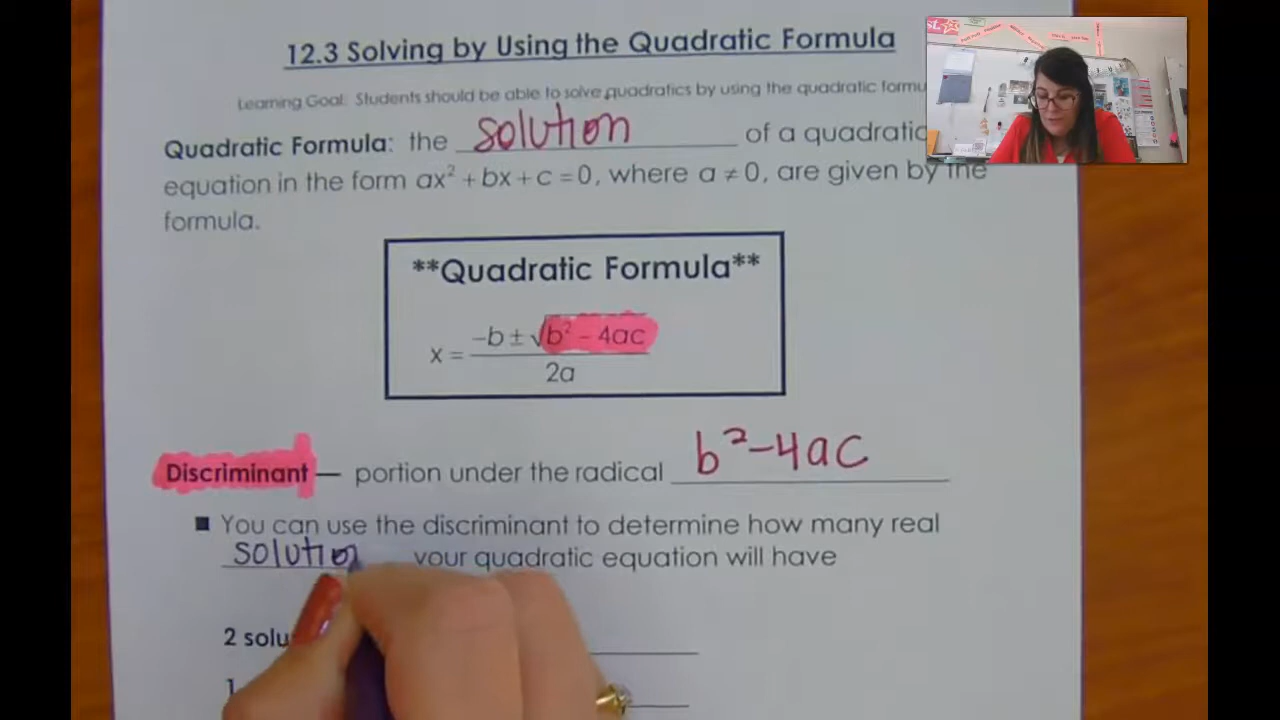 12.3 Solving by Using the Quadratic Formula
Learning Goal: Students should be able to solve quadratics by using the quadratic formu
Quadratic Formula: the solution of a quadratic
equation in the form ax² + bx + c = 0, where a ≠ 0, are given by the
formula.
**Quadratic Formula**
x = -b ± √b² - 4ac
2a
Discriminant — portion under the radical b²-4ac
■ You can use the discriminant to determine how many real
solution your quadratic equation will have
2 solu
1